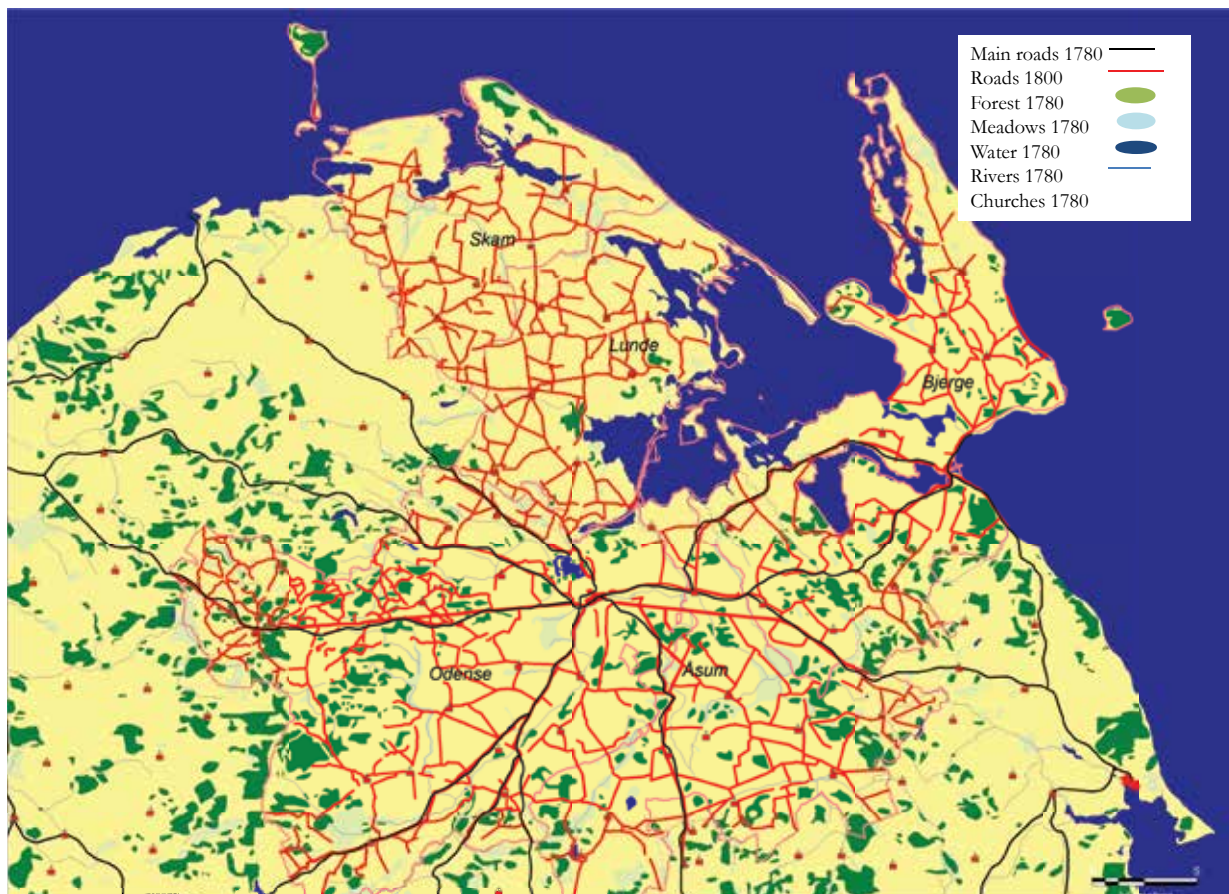 Main roads 1780
Roads 1800
Forest 1780
Meadows 1780
Water 1780
Rivers 1780
Churches 1780
Skam
Lunde
Bjerge
Odense
Åsum